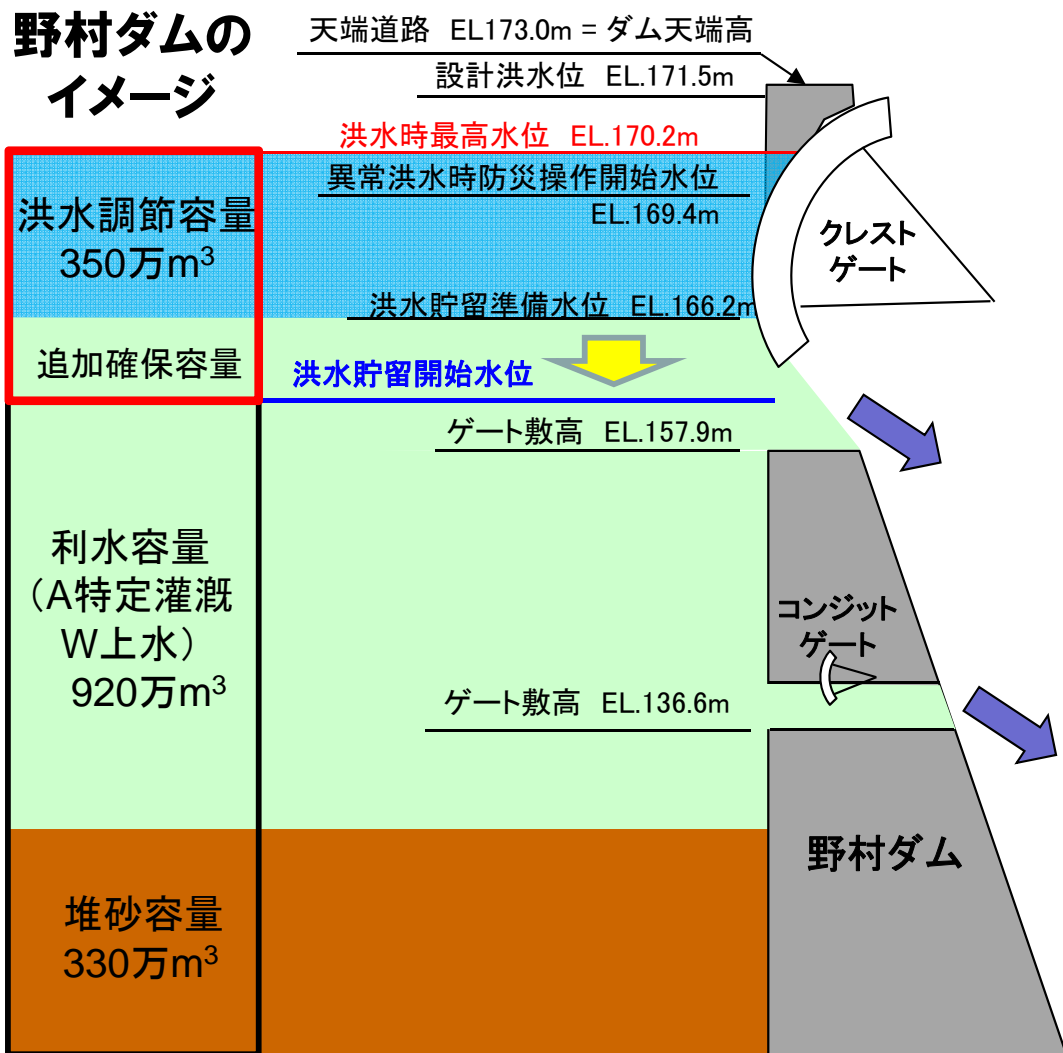 野村ダムの
イメージ
天端道路 EL173.0m = ダム天端高
設計洪水位 EL.171.5m
洪水時最高水位 EL.170.2m
異常洪水時防災操作開始水位
EL.169.4m
洪水調節容量
350万m³
クレスト
ゲート
洪水貯留準備水位 EL.166.2m
追加確保容量
洪水貯留開始水位
ゲート敷高 EL.157.9m
利水容量
(A特定灌漑
W上水)
920万m³
コンジット
ゲート
ゲート敷高 EL.136.6m
野村ダム
堆砂容量
330万m³